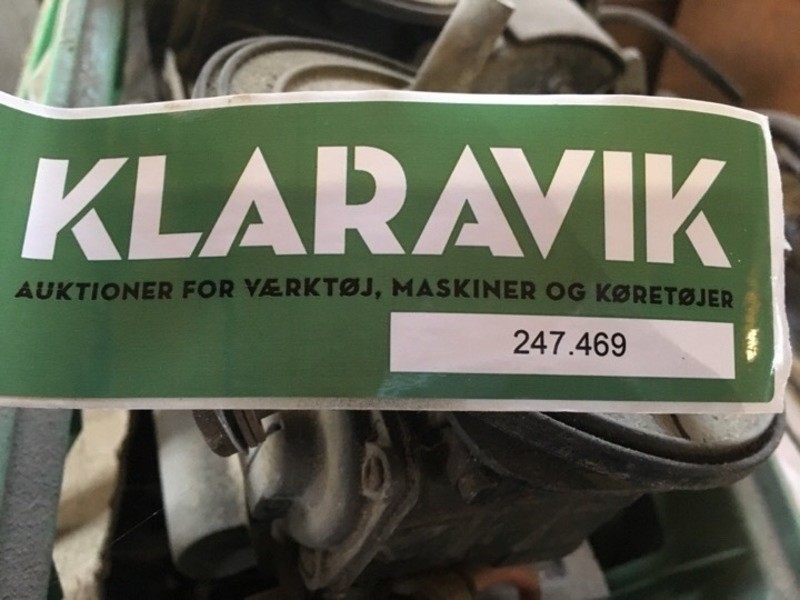 KLARAVIK
AUKTIONER FOR VÆRKTØJ, MASKINER OG KØRETØJER
247.469